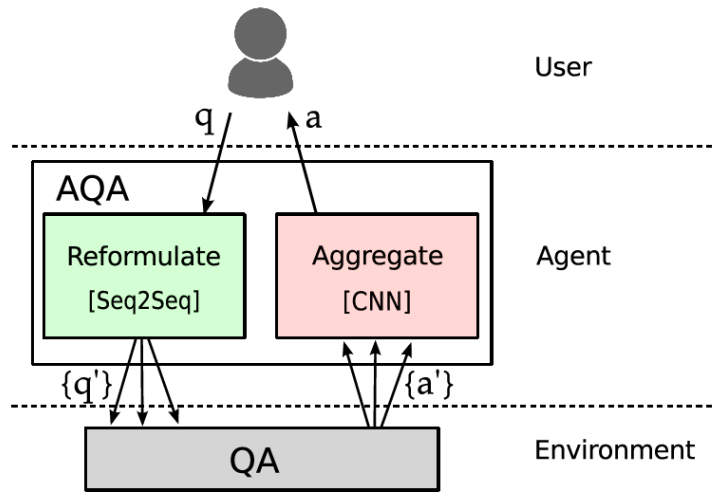 User
q
a
AQA
Reformulate
[Seq2Seq]
Aggregate
[CNN]
Agent
{q'}
{a'}
QA
Environment